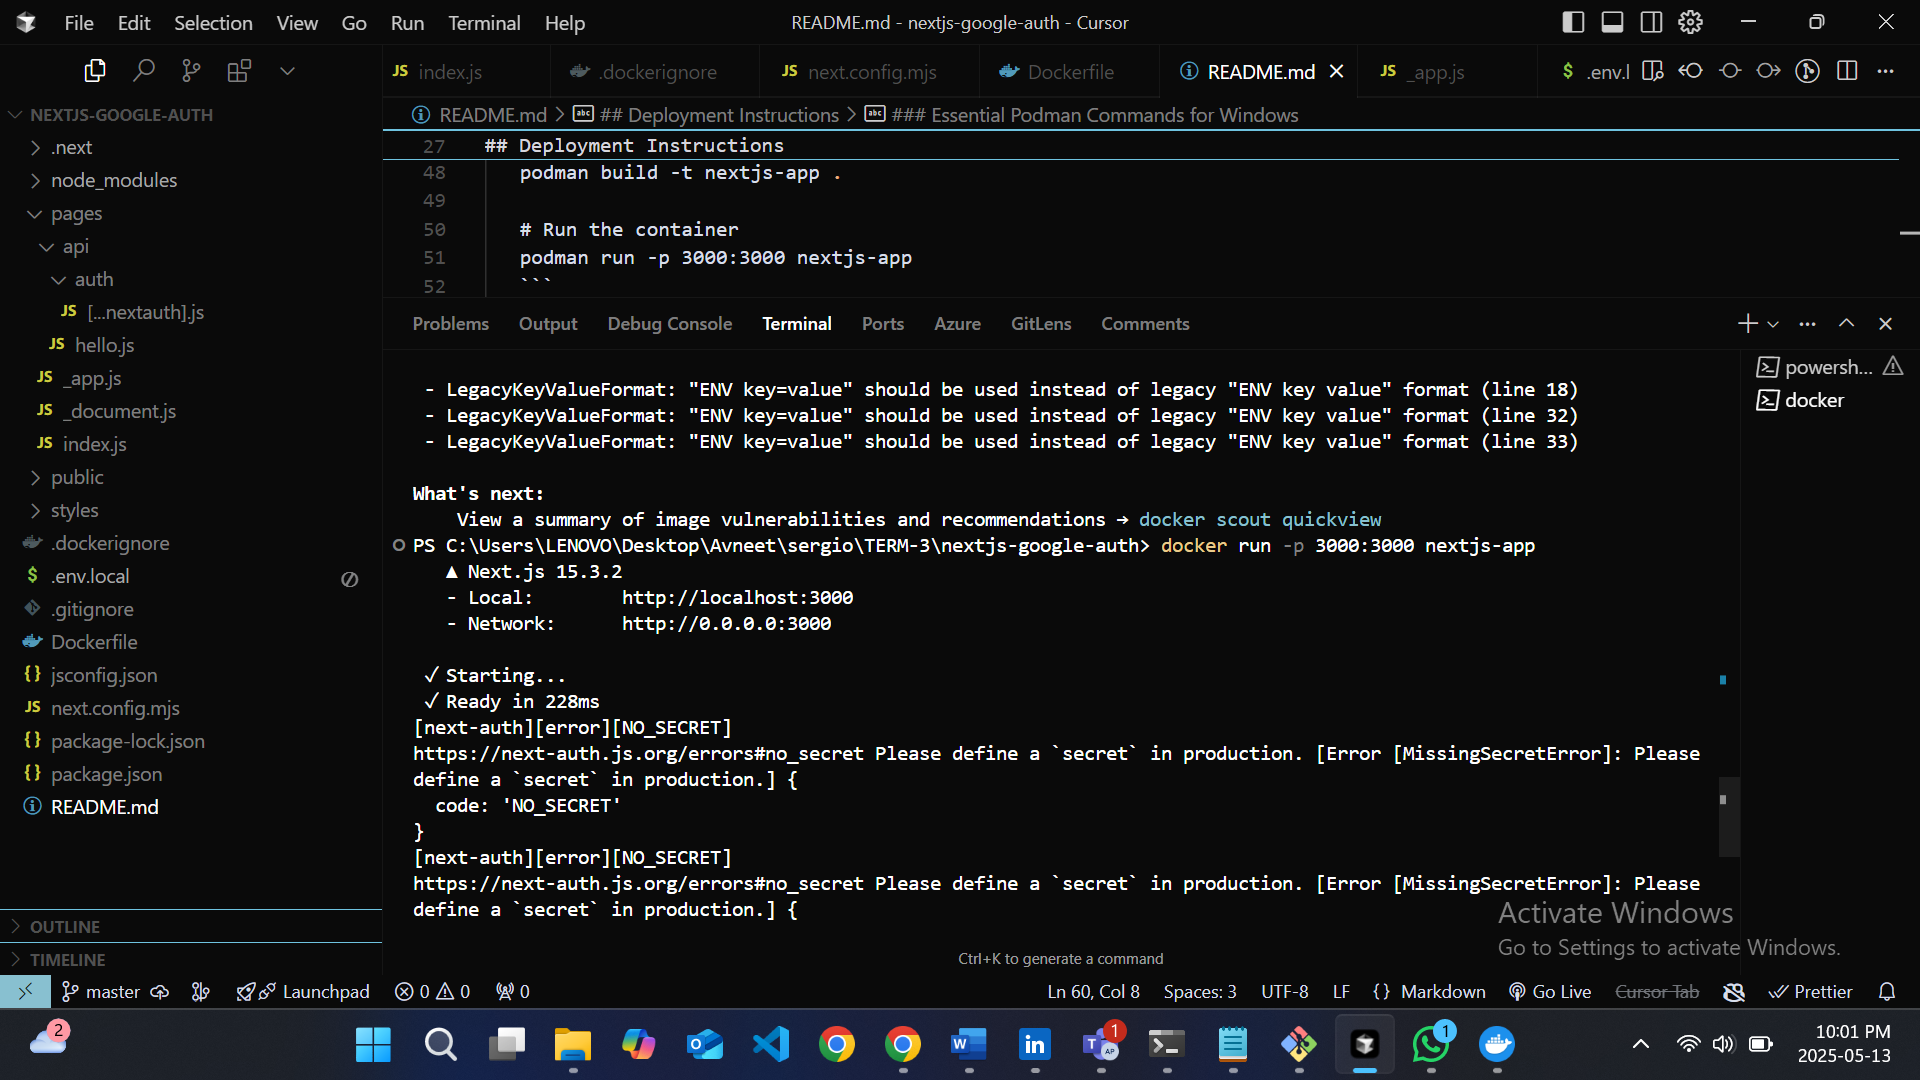 File Edit Selection View Go Run Terminal Help
README.md - nextjs-google-auth - Cursor
JS index.js
.dockerignore
JS next.config.mjs
Dockerfile
README.md
JS _app.js
$ .env.l
NEXTJS-GOOGLE-AUTH
.next
node_modules
pages
api
auth
JS [...nextauth].js
JS hello.js
JS _app.js
JS _document.js
JS index.js
public
styles
.dockerignore
$ .env.local
.gitignore
Dockerfile
{} jsconfig.json
JS next.config.mjs
{} package-lock.json
{} package.json
README.md
OUTLINE
TIMELINE
README.md > abc ## Deployment Instructions > abc ### Essential Podman Commands for Windows
27 ## Deployment Instructions
48 podman build -t nextjs-app .
49
50 # Run the container
51 podman run -p 3000:3000 nextjs-app
52 ```
Problems Output Debug Console Terminal Ports Azure GitLens Comments
powersh...
docker
- LegacyKeyValueFormat: "ENV key=value" should be used instead of legacy "ENV key value" format (line 18)
- LegacyKeyValueFormat: "ENV key=value" should be used instead of legacy "ENV key value" format (line 32)
- LegacyKeyValueFormat: "ENV key=value" should be used instead of legacy "ENV key value" format (line 33)
What's next:
View a summary of image vulnerabilities and recommendations → docker scout quickview
PS C:\Users\LENOVO\Desktop\Avneet\sergio\TERM-3\nextjs-google-auth> docker run -p 3000:3000 nextjs-app
▲ Next.js 15.3.2
- Local: http://localhost:3000
- Network: http://0.0.0.0:3000
✓ Starting...
✓ Ready in 228ms
[next-auth][error][NO_SECRET]
https://next-auth.js.org/errors#no_secret Please define a `secret` in production. [Error [MissingSecretError]: Please
define a `secret` in production.] {
code: 'NO_SECRET'
}
[next-auth][error][NO_SECRET]
https://next-auth.js.org/errors#no_secret Please define a `secret` in production. [Error [MissingSecretError]: Please
define a `secret` in production.] {
Activate Windows
Go to Settings to activate Windows.
Ctrl+K to generate a command
master Launchpad 0 0 0
Ln 60, Col 8 Spaces: 3 UTF-8 LF {} Markdown Go Live Cursor Tab Prettier
2
W
in
T
AP
1
1
10:01 PM
2025-05-13